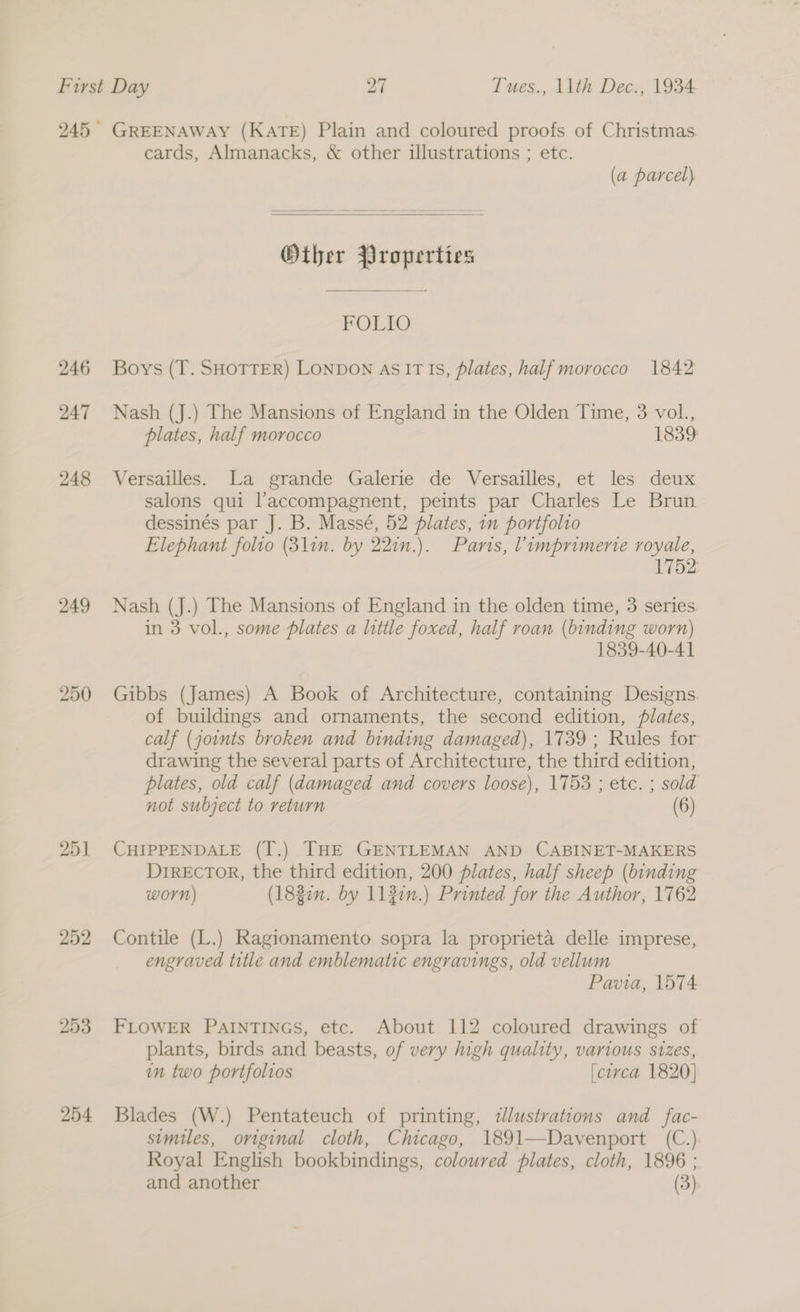 First Day 27 Tues., 11th Dec., 1934
245 GREENAWAY (KATE) Plain and coloured proofs of Christmas
cards, Almanacks, & other illustrations ; etc.
(a parcel)
Other Properties
FOLIO
246 Boys (T. SHOTTER) LONDON AS IT IS, plates, half morocco 1842
247 Nash (J.) The Mansions of England in the Olden Time, 3 vol.,
plates, half morocco 1839
248 Versailles. La grande Galerie de Versailles, et les deux
salons qui l'accompagnent, peints par Charles Le Brun
dessinés par J. B. Massé, 52 plates, in portfolio
Elephant folio (31in. by 22in.). Paris, l'imprimerie royale,
1752
249 Nash (J.) The Mansions of England in the olden time, 3 series
in 3 vol., some plates a little foxed, half roan (binding worn)
1839-40-41
250 Gibbs (James) A Book of Architecture, containing Designs
of buildings and ornaments, the second edition, plates,
calf (joints broken and binding damaged), 1739 ; Rules for
drawing the several parts of Architecture, the third edition,
plates, old calf (damaged and covers loose), 1753 ; etc. ; sold
not subject to return (6)
251 CHIPPENDALE (T.) THE GENTLEMAN AND CABINET-MAKERS
DIRECTOR, the third edition, 200 plates, half sheep (binding
worn) (18¾in. by 11¾in.) Printed for the Author, 1762
252 Contile (L.) Ragionamento sopra la proprietà delle imprese,
engraved title and emblematic engravings, old vellum
Pavia, 1574
253 FLOWER PAINTINGS, etc. About 112 coloured drawings of
plants, birds and beasts, of very high quality, various sizes,
in two portfolios [circa 1820]
254 Blades (W.) Pentateuch of printing, illustrations and fac-
similes, original cloth, Chicago, 1891—Davenport (C.)
Royal English bookbindings, coloured plates, cloth, 1896 ;
and another (3)